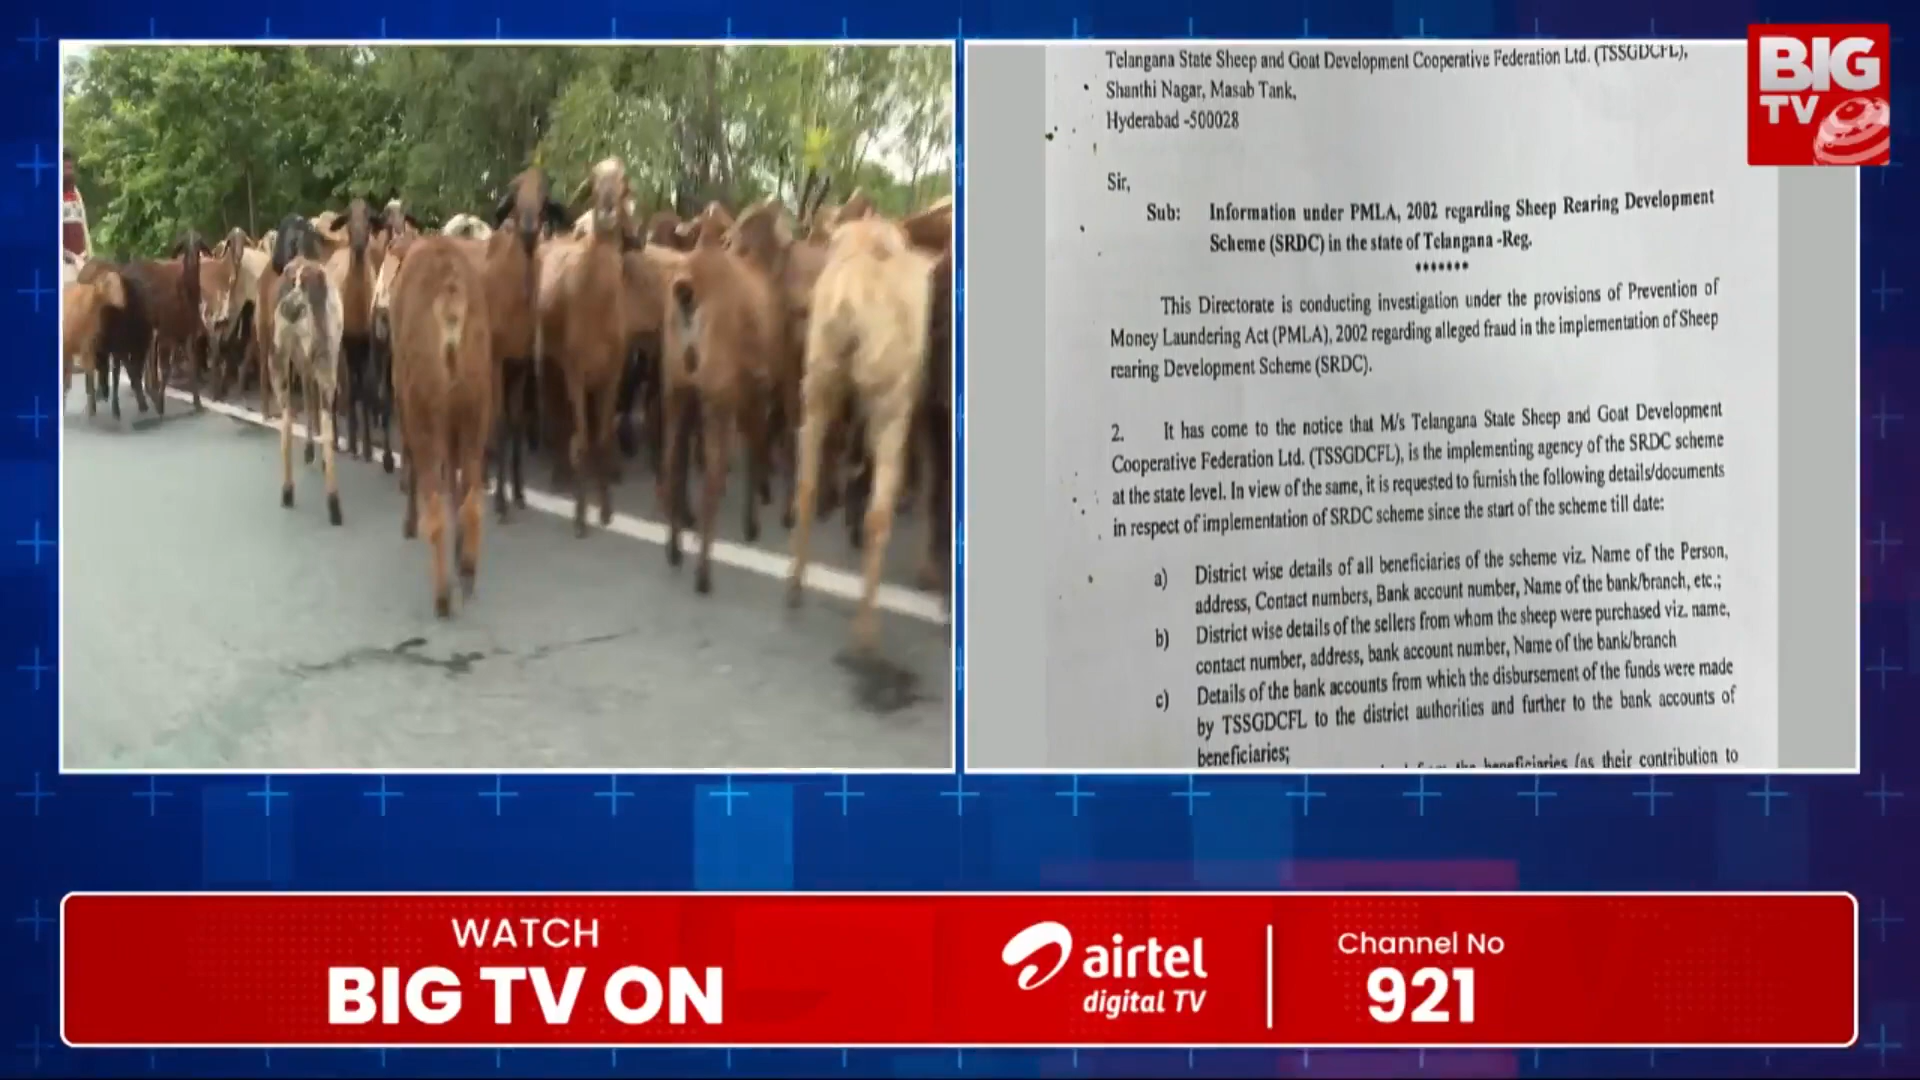 Telangana State Sheep and Goat Development Cooperative Federation Ltd. (TSSGDCFL),
Shanthi Nagar, Masab Tank,
Hyderabad -500028
Sir,
Sub: Information under PMLA, 2002 regarding Sheep Rearing Development
Scheme (SRDC) in the state of Telangana -Reg.
*******
This Directorate is conducting investigation under the provisions of Prevention of
Money Laundering Act (PMLA), 2002 regarding alleged fraud in the implementation of Sheep
rearing Development Scheme (SRDC).
2. It has come to the notice that M/s Telangana State Sheep and Goat Development
Cooperative Federation Ltd. (TSSGDCFL), is the implementing agency of the SRDC scheme
at the state level. In view of the same, it is requested to furnish the following details/documents
in respect of implementation of SRDC scheme since the start of the scheme till date:
a) District wise details of all beneficiaries of the scheme viz. Name of the Person,
address, Contact numbers, Bank account number, Name of the bank/branch, etc.;
b) District wise details of the sellers from whom the sheep were purchased viz. name,
contact number, address, bank account number, Name of the bank/branch
c) Details of the bank accounts from which the disbursement of the funds were made
by TSSGDCFL to the district authorities and further to the bank accounts of
beneficiaries;
the beneficiaries (as their contribution to
BIG
TV
WATCH
BIG TV ON
airtel
digital TV
Channel No
921